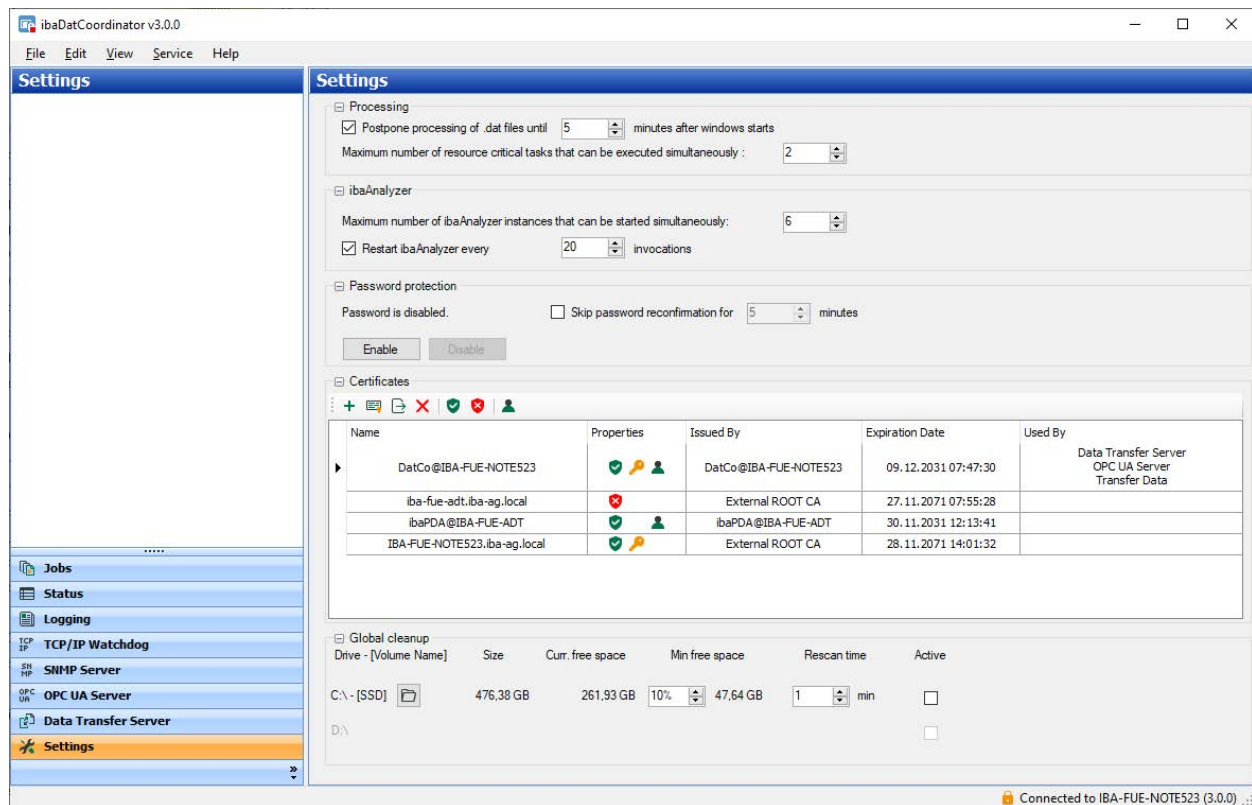 ibaDatCoordinator v3.0.0
File Edit View Service Help
Settings
Jobs
Status
Logging
TCP IP TCP/IP Watchdog
SN MP SNMP Server
OPC UA OPC UA Server
Data Transfer Server
Settings
Settings
Processing
Postpone processing of .dat files until 5 minutes after windows starts
Maximum number of resource critical tasks that can be executed simultaneously : 2
ibaAnalyzer
Maximum number of ibaAnalyzer instances that can be started simultaneously: 6
Restart ibaAnalyzer every 20 invocations
Password protection
Password is disabled. Skip password reconfirmation for 5 minutes
Enable Disable
Certificates
Name Properties Issued By Expiration Date Used By
DatCo@IBA-FUE-NOTE523 DatCo@IBA-FUE-NOTE523 09.12.2031 07:47:30 Data Transfer Server
OPC UA Server
Transfer Data
iba-fue-adt.iba-ag.local External ROOT CA 27.11.2071 07:55:28
ibaPDA@IBA-FUE-ADT ibaPDA@IBA-FUE-ADT 30.11.2031 12:13:41
IBA-FUE-NOTE523.iba-ag.local External ROOT CA 28.11.2071 14:01:32
Global cleanup
Drive - [Volume Name] Size Curr. free space Min free space Rescan time Active
C:\ - [SSD] 476,38 GB 261,93 GB 10% 47,64 GB 1 min
D:\
Connected to IBA-FUE-NOTE523 (3.0.0)